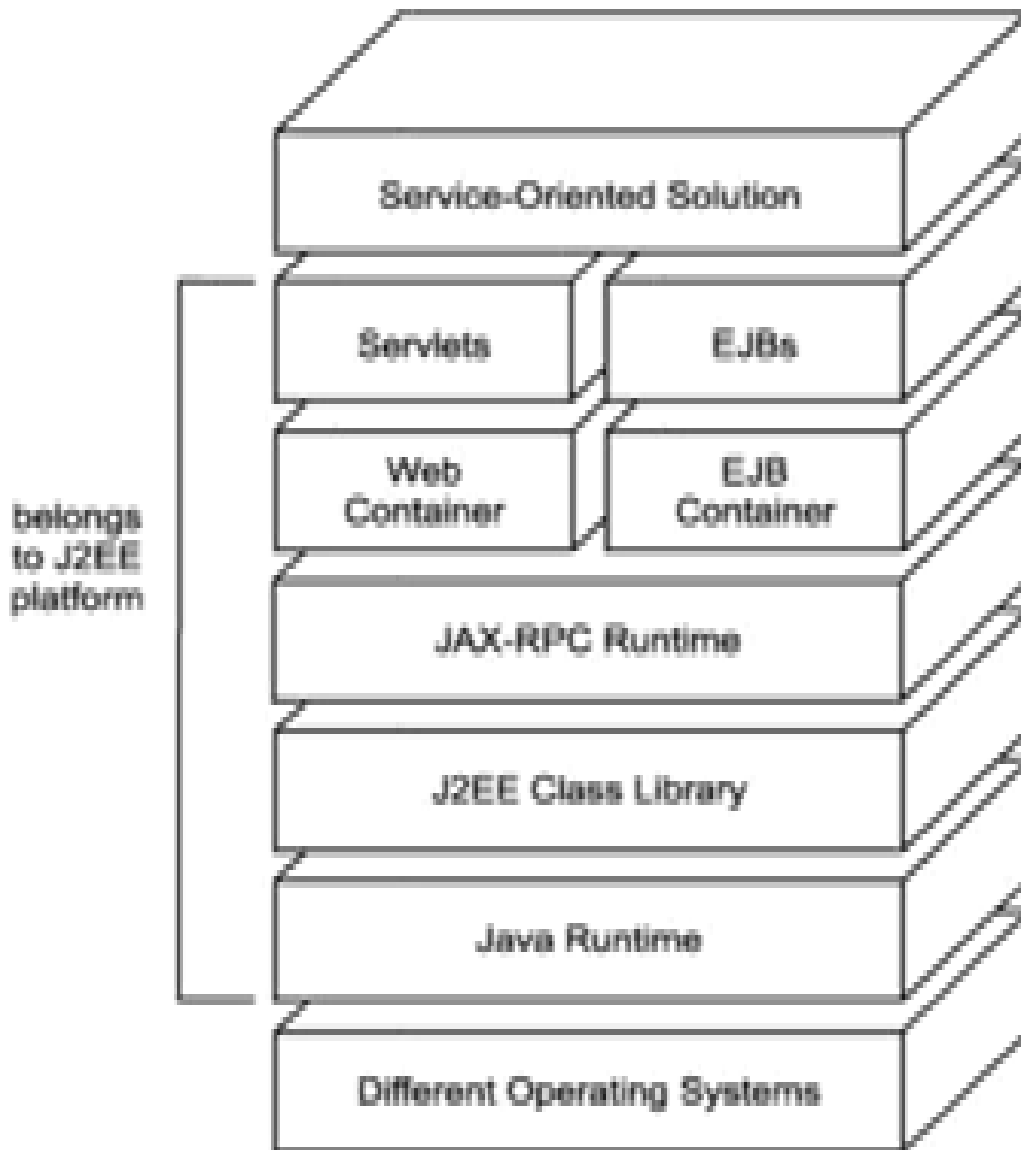 Service-Oriented Solution
Servlets
EJBs
Web
Container
EJB
Container
belongs
to J2EE
platform
JAX-RPC Runtime
J2EE Class Library
Java Runtime
Different Operating Systems